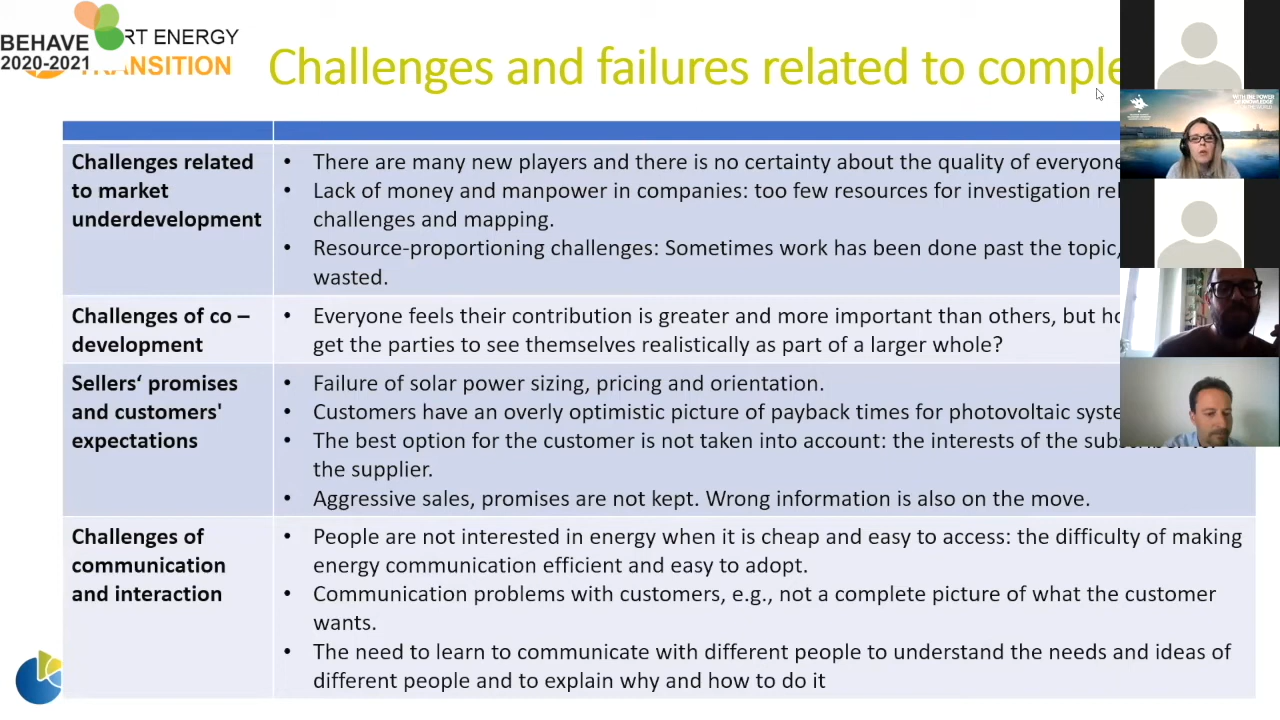 BEHAVE
2020-2021
RT ENERGY
TRANSITION
Challenges and failures related to comple
Challenges related
to market
underdevelopment
• There are many new players and there is no certainty about the quality of everyone
• Lack of money and manpower in companies: too few resources for investigation rel
challenges and mapping.
• Resource-proportioning challenges: Sometimes work has been done past the topic,
wasted.
Challenges of co –
development
• Everyone feels their contribution is greater and more important than others, but ho
get the parties to see themselves realistically as part of a larger whole?
Sellers‘ promises
and customers'
expectations
• Failure of solar power sizing, pricing and orientation.
• Customers have an overly optimistic picture of payback times for photovoltaic syste
• The best option for the customer is not taken into account: the interests of the subscriber
the supplier.
• Aggressive sales, promises are not kept. Wrong information is also on the move.
Challenges of
communication
and interaction
• People are not interested in energy when it is cheap and easy to access: the difficulty of making
energy communication efficient and easy to adopt.
• Communication problems with customers, e.g., not a complete picture of what the customer
wants.
• The need to learn to communicate with different people to understand the needs and ideas of
different people and to explain why and how to do it
WITH THE POWER
OF KNOWLEDGE